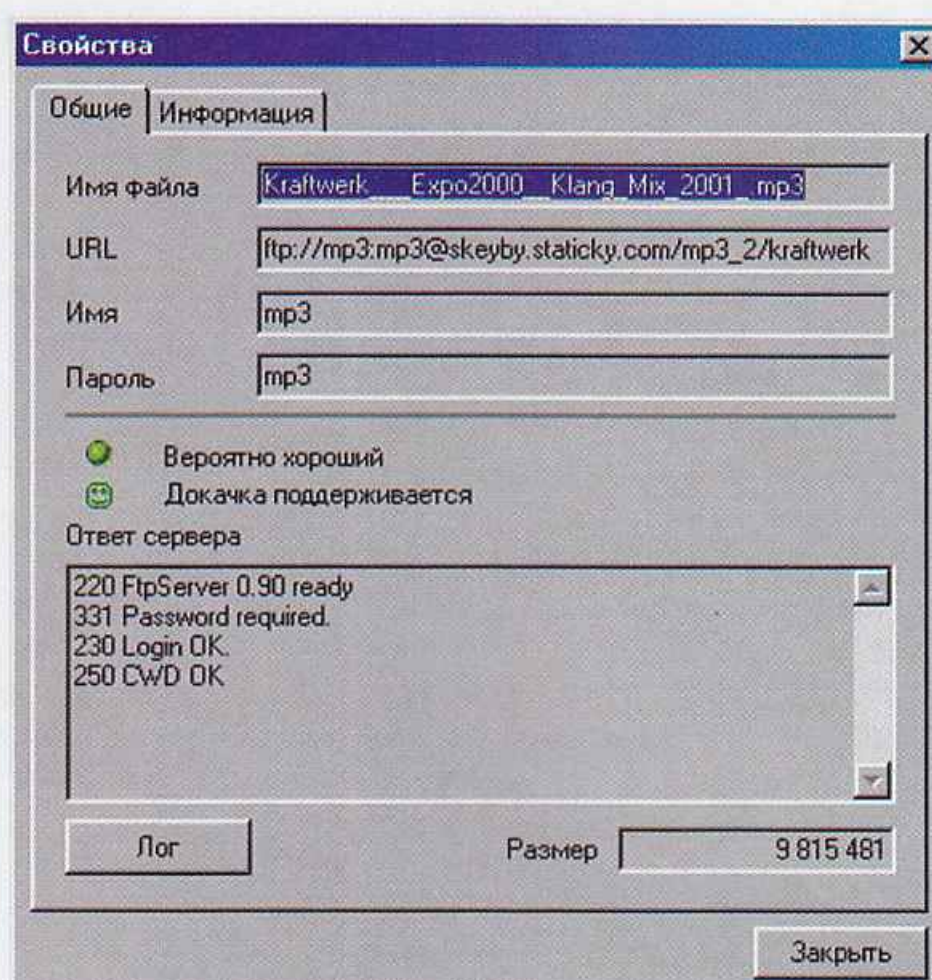 Свойства
Общие Информация
Имя файла Kraftwerk___Expo2000__Klang_Mix_2001_.mp3
URL ftp://mp3:mp3@skeyby.staticky.com/mp3_2/kraftwerk
Имя mp3
Пароль mp3
Вероятно хороший
Докачка поддерживается
Ответ сервера
220 FtpServer 0.90 ready
331 Password required.
230 Login OK.
250 CWD OK
Лог Размер 9 815 481
Закрыть